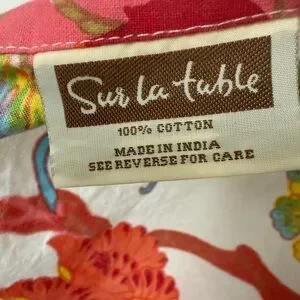 Sur la table
100% COTTON
MADE IN INDIA
SEE REVERSE FOR CARE